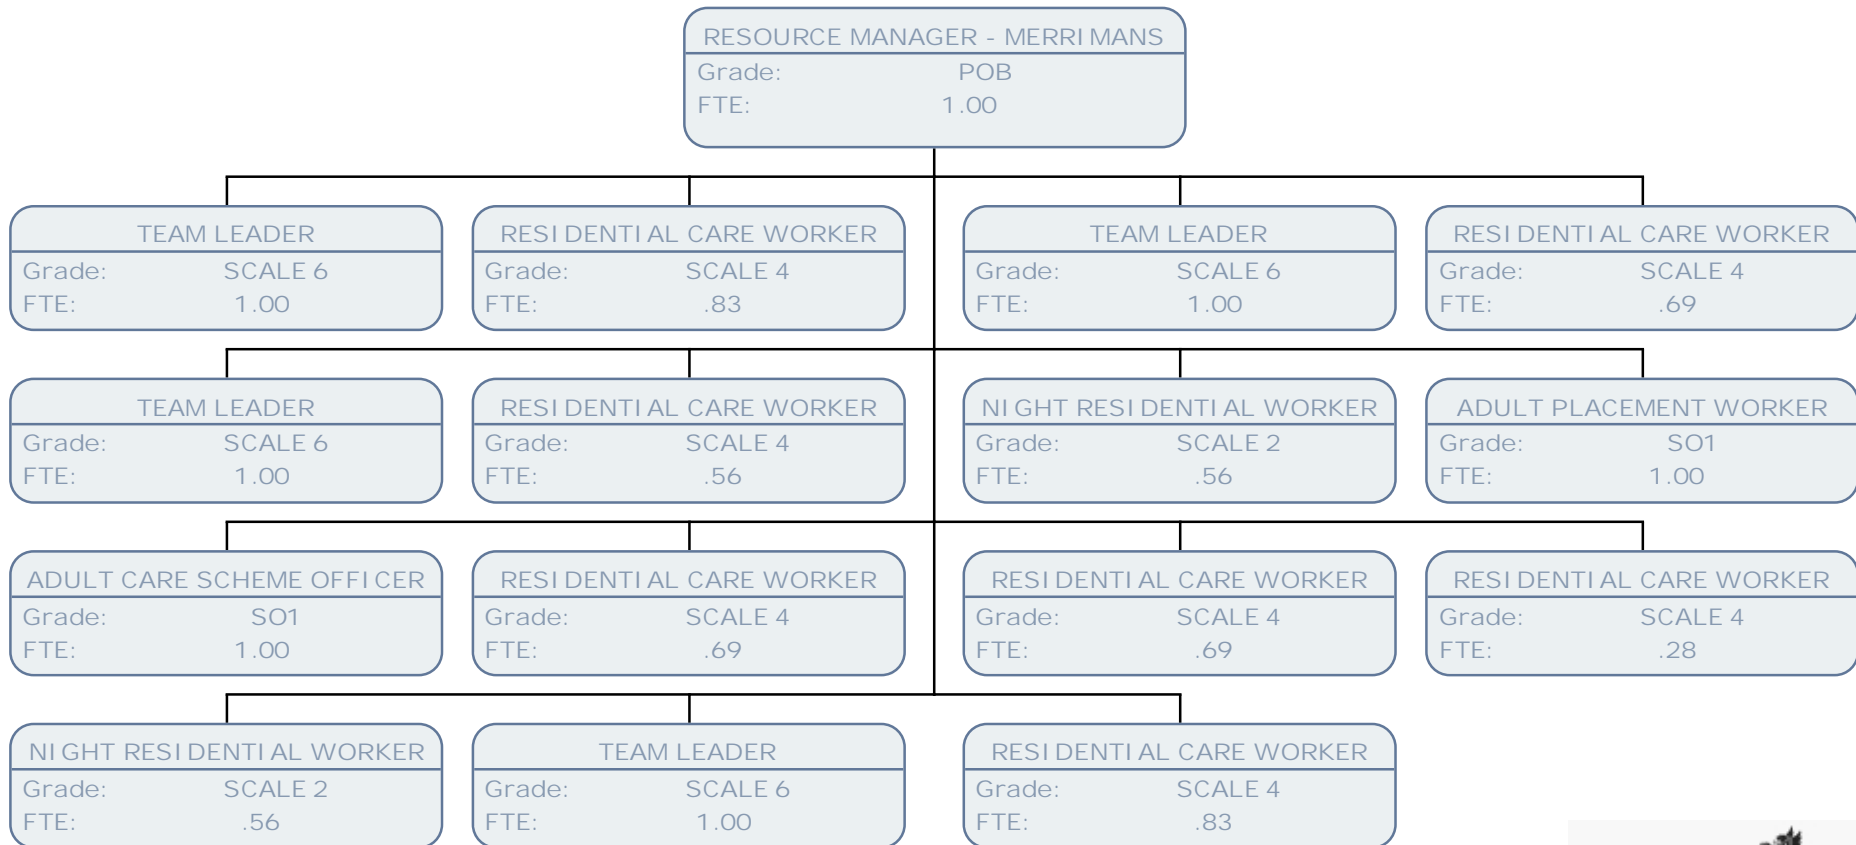 RESOURCE MANAGER - MERRIMANS
Grade: POB
FTE: 1.00
TEAM LEADER
Grade: SCALE 6
FTE: 1.00
RESIDENTIAL CARE WORKER
Grade: SCALE 4
FTE: .83
TEAM LEADER
Grade: SCALE 6
FTE: 1.00
RESIDENTIAL CARE WORKER
Grade: SCALE 4
FTE: .69
TEAM LEADER
Grade: SCALE 6
FTE: 1.00
RESIDENTIAL CARE WORKER
Grade: SCALE 4
FTE: .56
NIGHT RESIDENTIAL WORKER
Grade: SCALE 2
FTE: .56
ADULT PLACEMENT WORKER
Grade: SO1
FTE: 1.00
ADULT CARE SCHEME OFFICER
Grade: SO1
FTE: 1.00
RESIDENTIAL CARE WORKER
Grade: SCALE 4
FTE: .69
RESIDENTIAL CARE WORKER
Grade: SCALE 4
FTE: .69
RESIDENTIAL CARE WORKER
Grade: SCALE 4
FTE: .28
NIGHT RESIDENTIAL WORKER
Grade: SCALE 2
FTE: .56
TEAM LEADER
Grade: SCALE 6
FTE: 1.00
RESIDENTIAL CARE WORKER
Grade: SCALE 4
FTE: .83